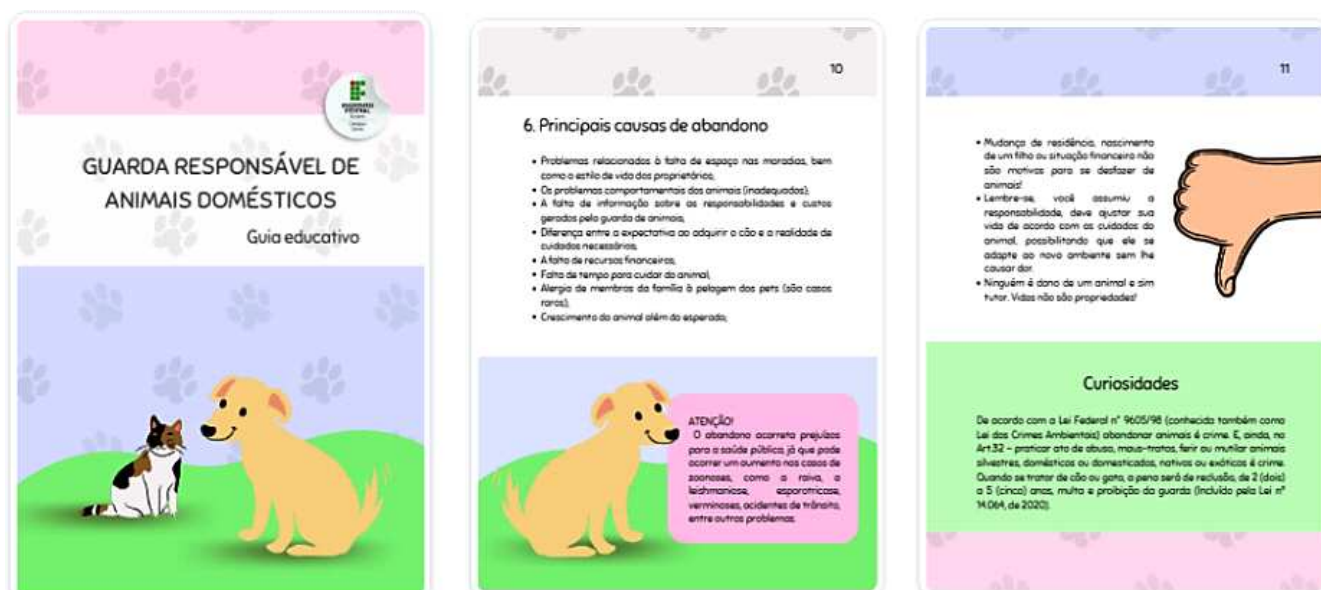 GUARDA RESPONSÁVEL DE
ANIMAIS DOMÉSTICOS
Guia educativo
INSTITUTO
FEDERAL
10
6. Principais causas de abandono
• Problemas relacionados à falta de espaço nas moradias, bem
como o estilo de vida dos proprietários;
• Os problemas comportamentais dos animais (inadequados);
• A falta de informação sobre as responsabilidades e custos
gerados pela guarda de animais;
• Diferença entre a expectativa ao adquirir o cão e a realidade de
cuidados necessários;
• A falta de recursos financeiros;
• Falta de tempo para cuidar do animal;
• Alergia de membros da família à pelagem dos pets (são casos
raros);
• Crescimento do animal além do esperado;
ATENÇÃO!
O abandono acarreta prejuízos
para a saúde pública, já que pode
ocorrer um aumento nos casos de
zoonoses, como a raiva, a
leishmaniose, esporotricose,
verminoses, acidentes de trânsito,
entre outros problemas.
11
• Mudança de residência, nascimento
de um filho ou situação financeira não
são motivos para se desfazer de
animais!
• Lembre-se, você assumiu a
responsabilidade, deve ajustar sua
vida de acordo com os cuidados do
animal, possibilitando que ele se
adapte ao novo ambiente sem lhe
causar dor.
• Ninguém é dono de um animal e sim
tutor. Vidas não são propriedades!
Curiosidades
De acordo com a Lei Federal n° 9605/98 (conhecida também como
Lei dos Crimes Ambientais) abandonar animais é crime. E, ainda, no
Art.32 – praticar ato de abuso, maus-tratos, ferir ou mutilar animais
silvestres, domésticos ou domesticados, nativos ou exóticos é crime.
Quando se tratar de cão ou gato, a pena será de reclusão, de 2 (dois)
a 5 (cinco) anos, multa e proibição da guarda (Incluído pela Lei n°
14.064, de 2020).